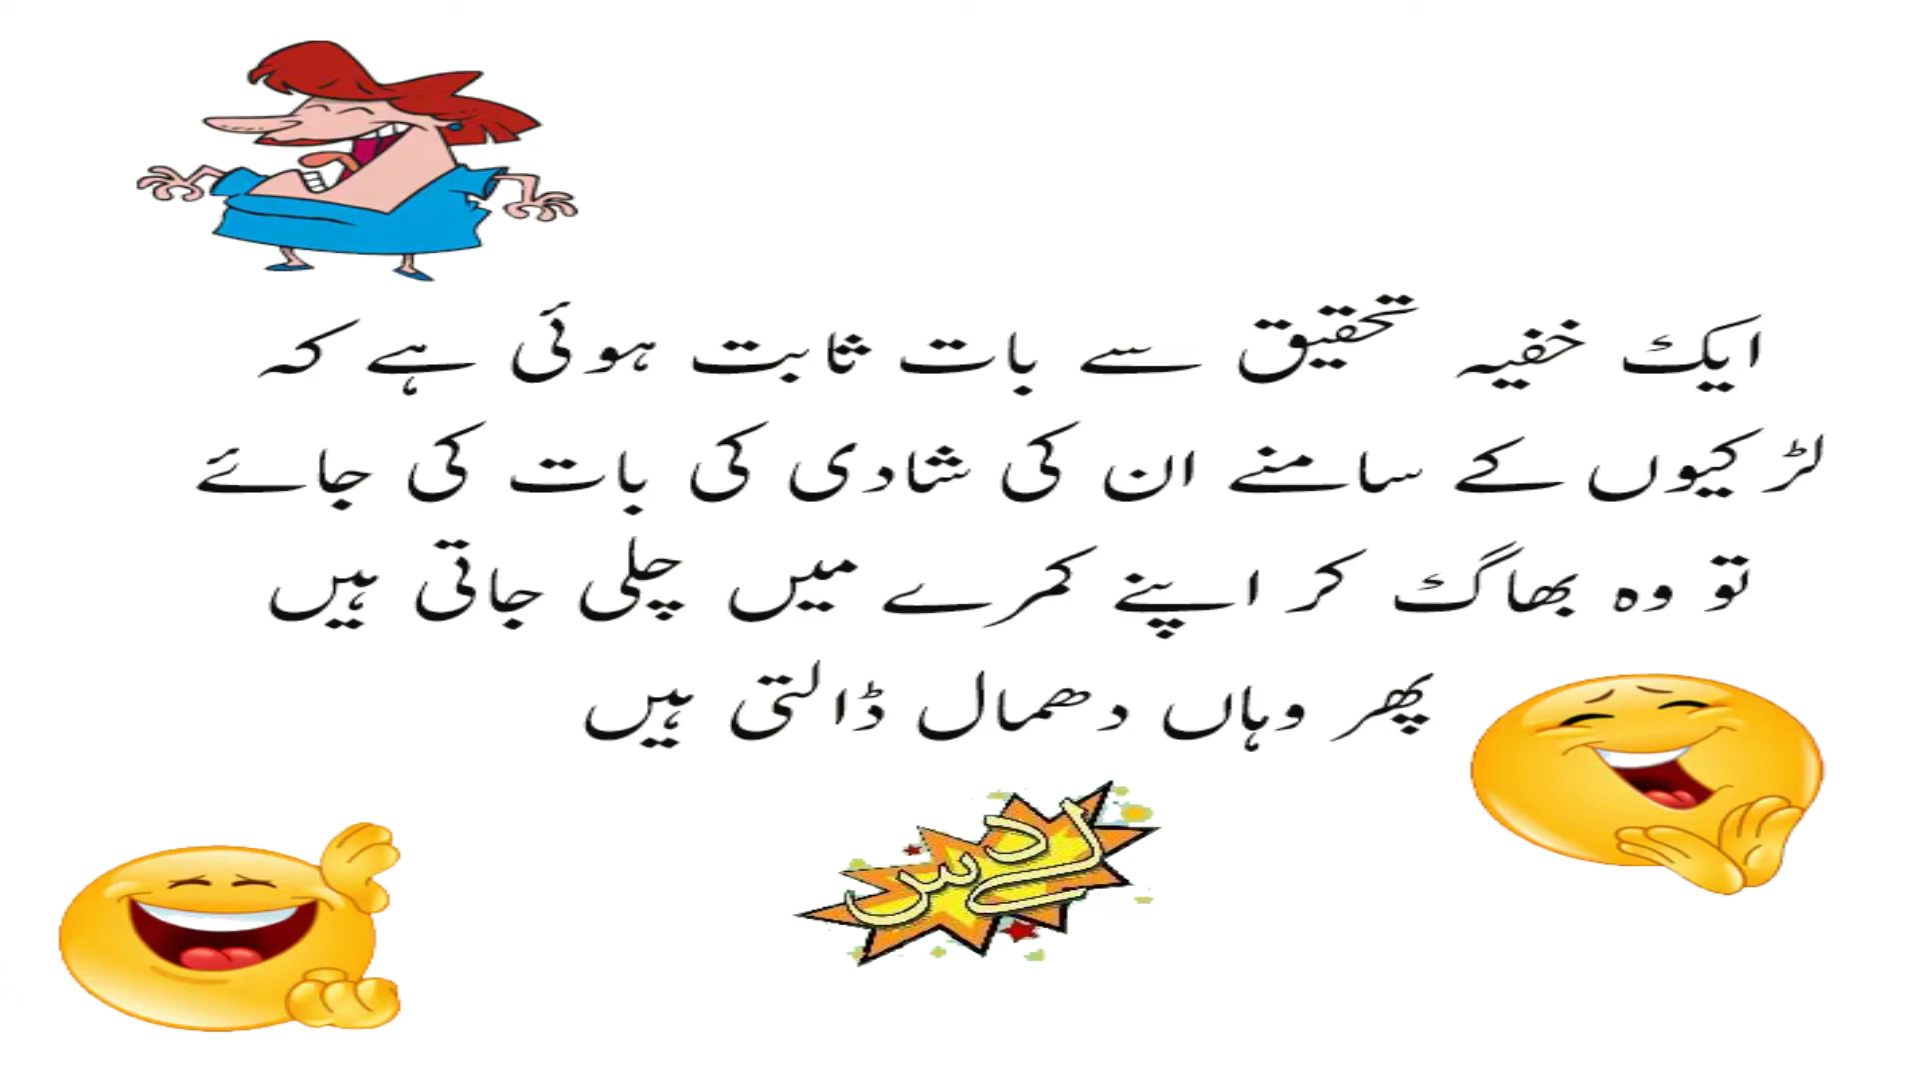 ایک خفیہ تحقیق سے بات ثابت ہوئی ہے کہ
لڑکیوں کے سامنے ان کی شادی کی بات کی جائے
تو وہ بھاگ کر اپنے کمرے میں چلی جاتی ہیں
پھر وہاں دھمال ڈالتی ہیں